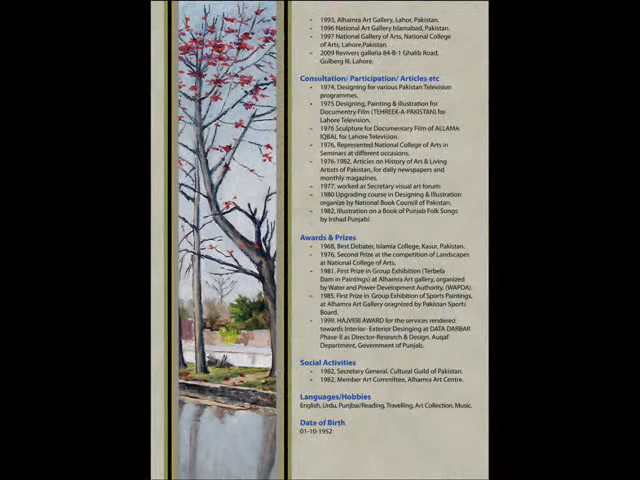 - 1993, Alhamra Art Gallery, Lahor, Pakistan.
- 1996 National Art Gallery Islamabad, Pakistan.
- 1997 National Gallery of Arts, National College
of Arts, Lahore,Pakistan.
- 2009 Revivers galleria 84-B-1 Ghalib Road,
Gulberg III, Lahore.
Consultation/ Participation/ Articles etc
- 1974, Designing for various Pakistan Television
programmes.
- 1975 Designing, Painting & illustration for
Documentry Film (TEHREEK-A-PAKISTAN) for
Lahore Television.
- 1976 Sculpture for Documentary Film of ALLAMA
IQBAL for Lahore Television.
- 1976, Represented National College of Arts in
Seminars at different occasions.
- 1976-1982, Articles on History of Art & Living
Artists of Pakistan, for daily newspapers and
monthly magazines.
- 1977, worked as Secretary visual art forum
- 1980 Upgrading course in Designing & Illustration
organize by National Book Council of Pakistan.
- 1982, Illustration on a Book of Punjab Folk Songs
by Irshad Punjabi
Awards & Prizes
- 1968, Best Debater, Islamia College, Kasur, Pakistan.
- 1976, Second Prize at the competition of Landscapes
at National College of Arts.
- 1981, First Prize in Group Exhibition (Terbela
Dam in Paintings) at Alhamra Art gallery, organized
by Water and Power Development Authority, (WAPDA).
- 1985, First Prize in Group Exhibition of Sports Paintings,
at Alhamra Art Gallery oragnized by Pakistan Sports
Board.
- 1999, HAJVERI AWARD for the services rendered
towards Interior- Exterior Desinging at DATA DARBAR
Phase-II as Director-Research & Design. Auqaf
Department, Government of Punjab.
Social Activities
- 1982, Secretary General, Cultural Guild of Pakistan.
- 1982, Member Art Committee, Alhamra Art Centre.
Languages/Hobbies
English, Urdu, Punjbai/Reading, Travelling, Art Collection. Music.
Date of Birth
01-10-1952